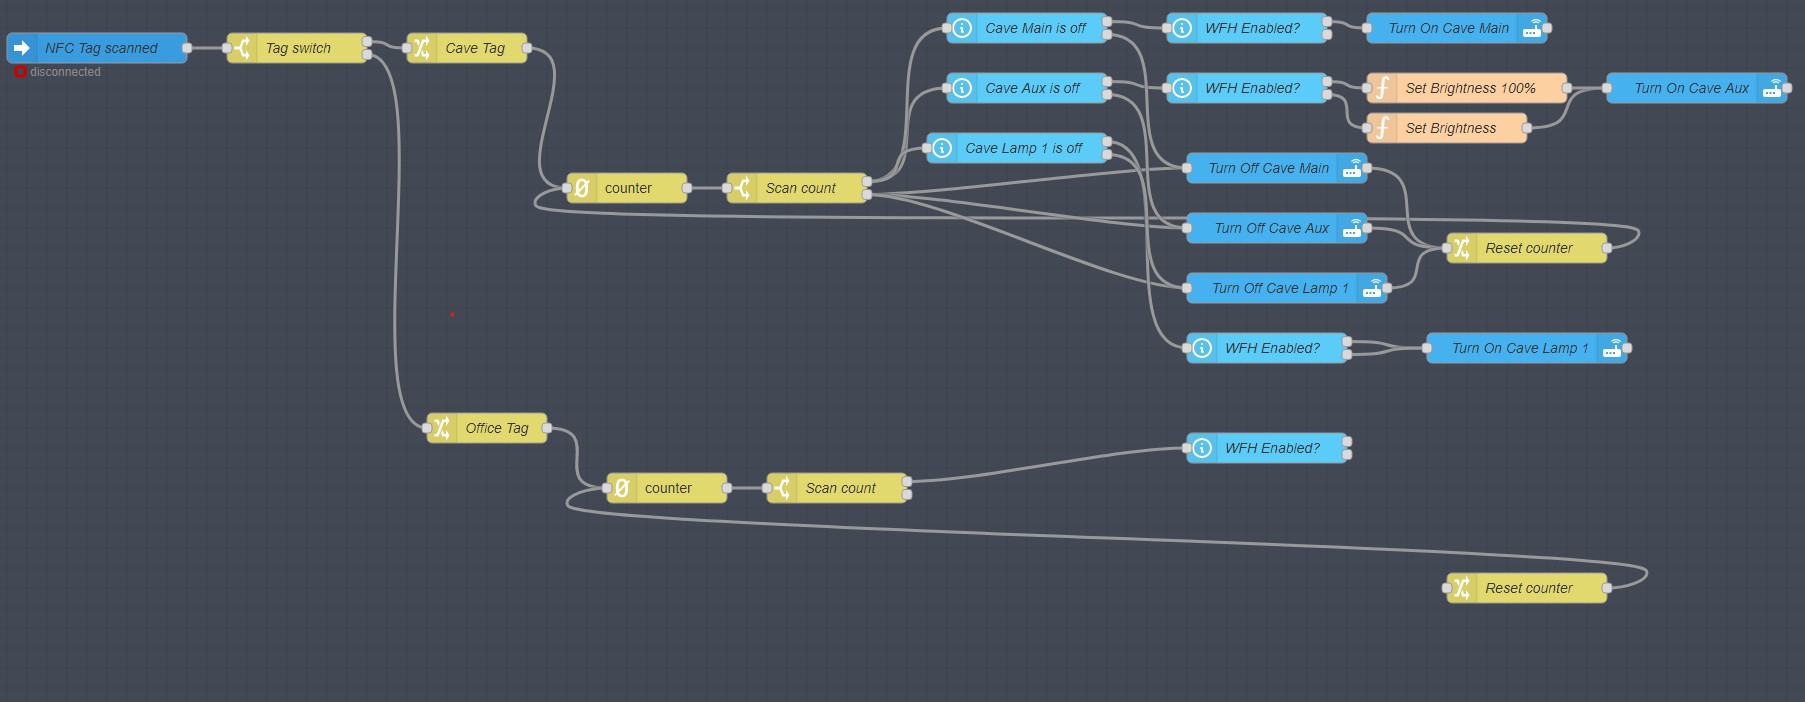 NFC Tag scanned
disconnected
Tag switch
Cave Tag
counter
Scan count
Cave Main is off
WFH Enabled?
Turn On Cave Main
Cave Aux is off
WFH Enabled?
Set Brightness 100%
Turn On Cave Aux
Set Brightness
Cave Lamp 1 is off
Turn Off Cave Main
Turn Off Cave Aux
Reset counter
Turn Off Cave Lamp 1
WFH Enabled?
Turn On Cave Lamp 1
Office Tag
counter
Scan count
WFH Enabled?
Reset counter